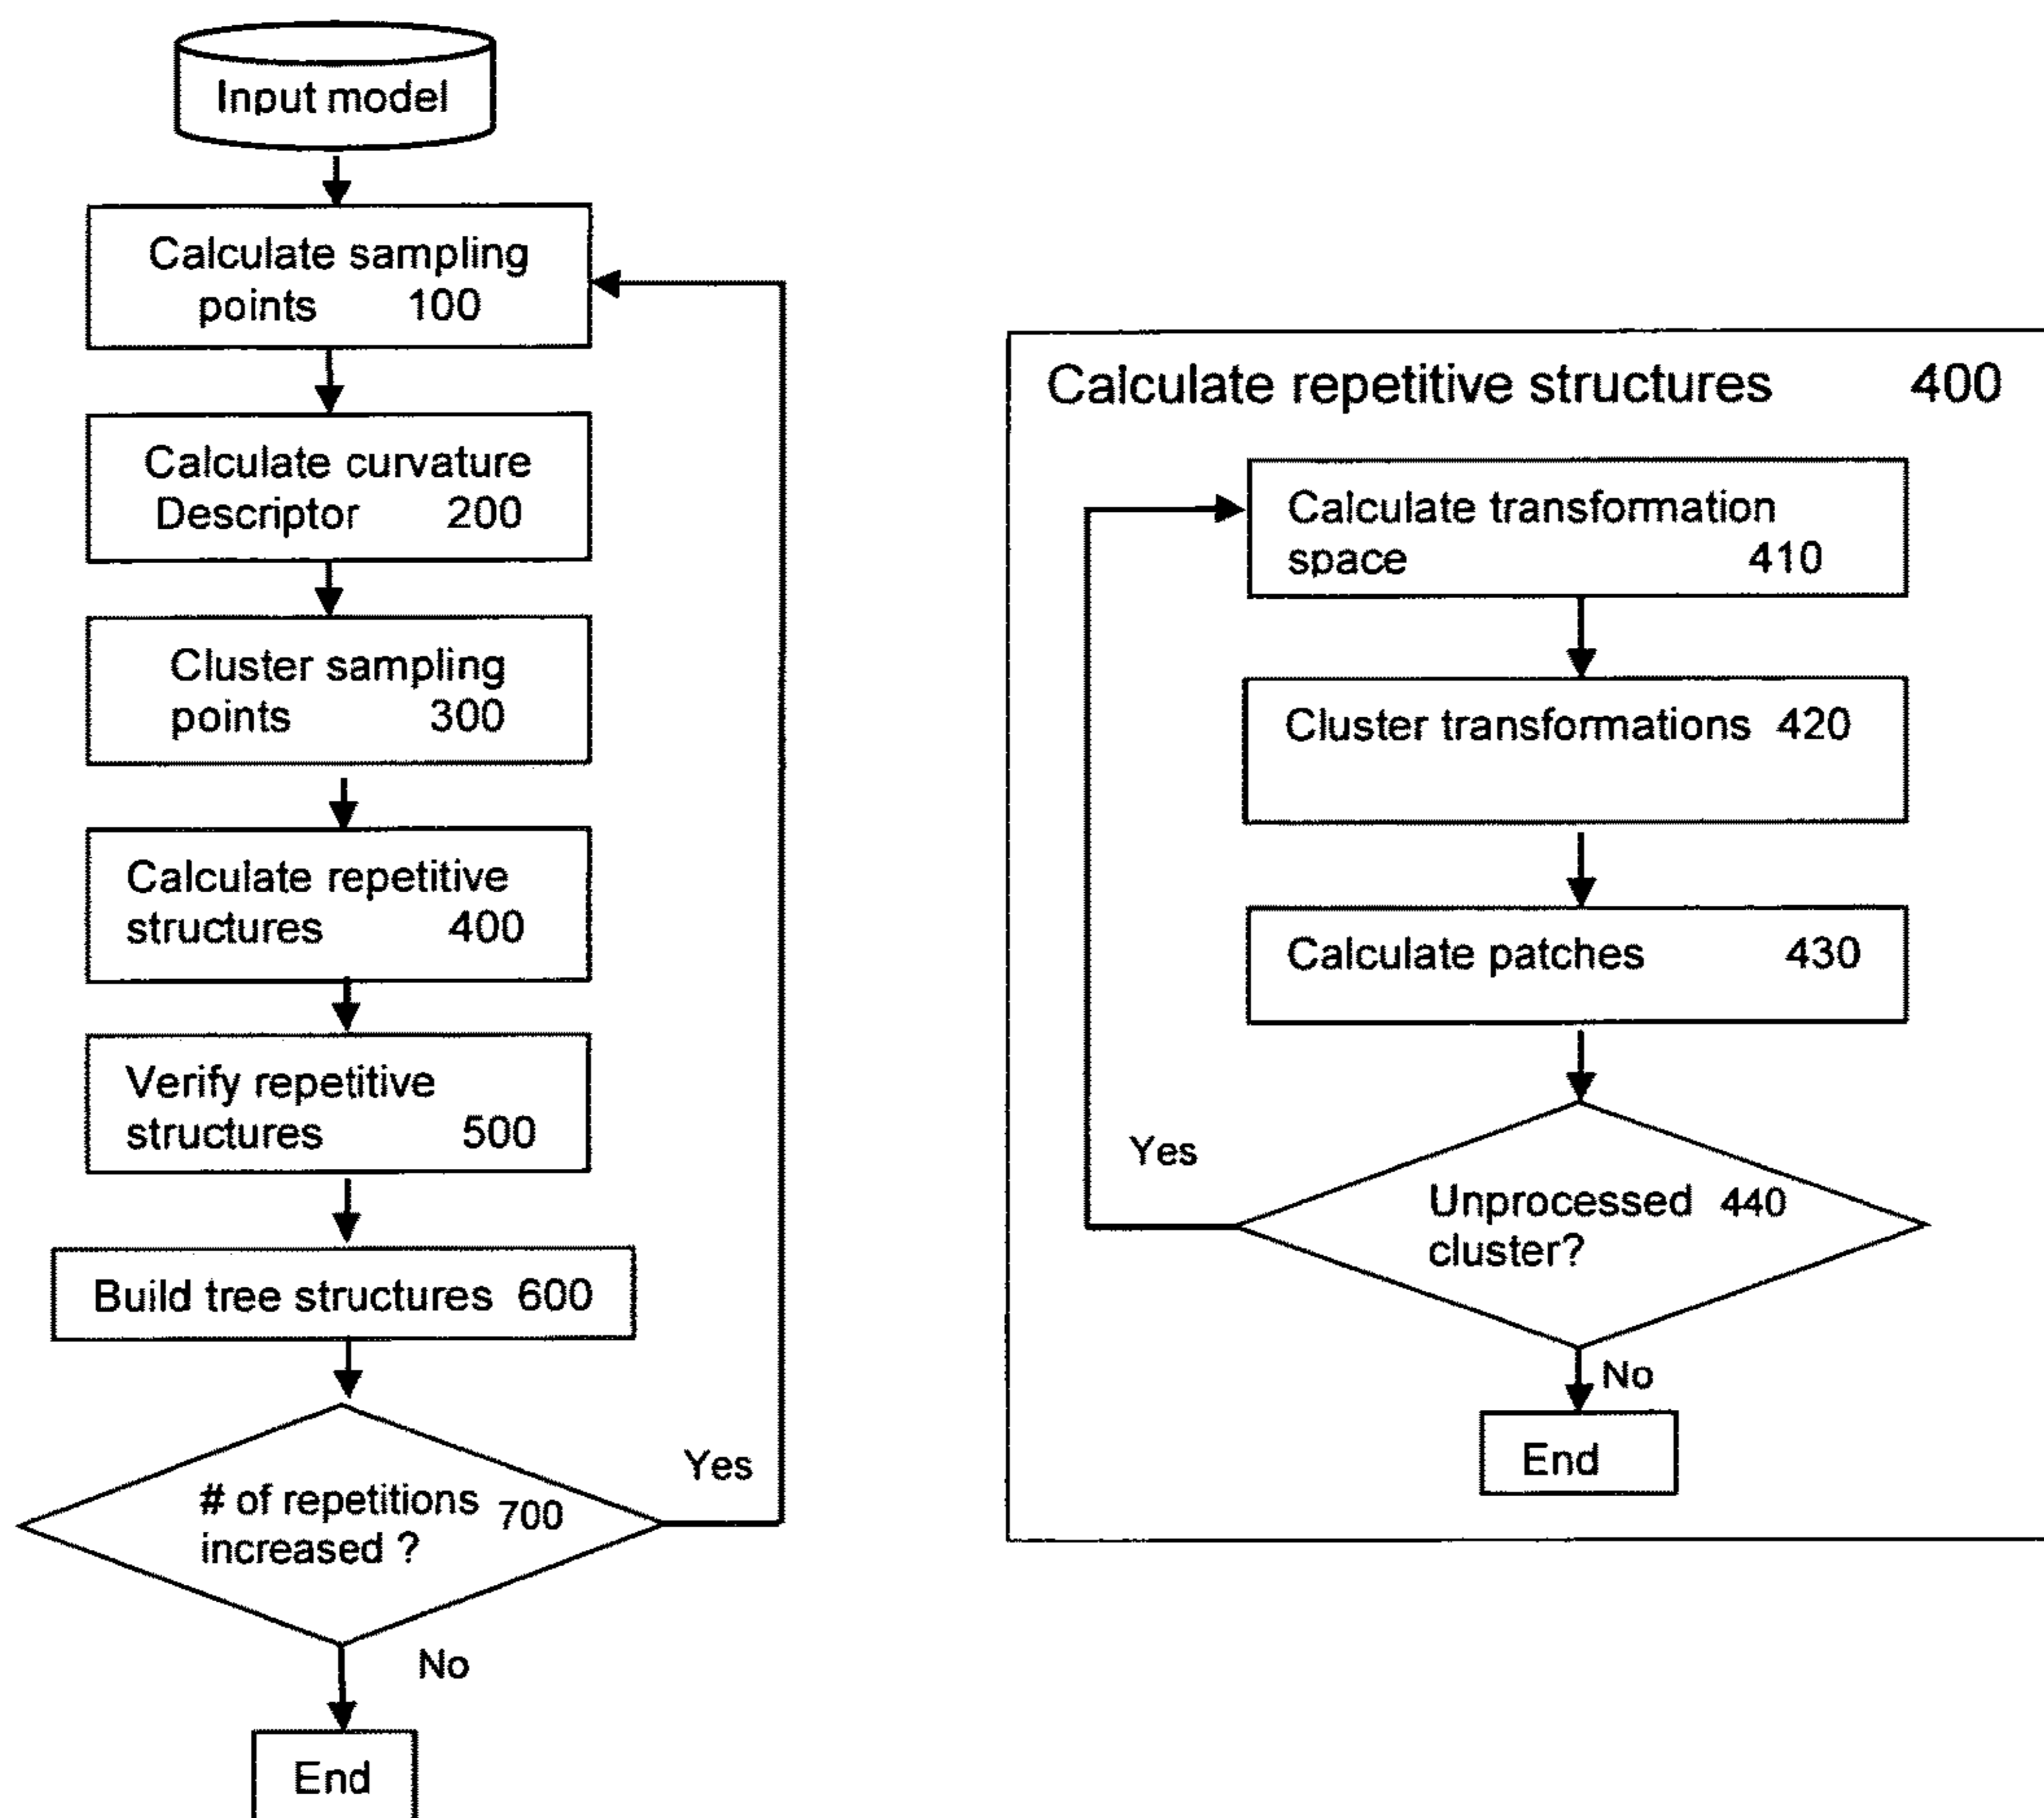 Input model
Calculate sampling
points 100
Calculate curvature
Descriptor 200
Cluster sampling
points 300
Calculate repetitive
structures 400
Verify repetitive
structures 500
Build tree structures 600
# of repetitions 700
increased ?
Yes
No
End
Calculate repetitive structures 400
Calculate transformation
space 410
Cluster transformations 420
Calculate patches 430
Yes
Unprocessed 440
cluster?
No
End